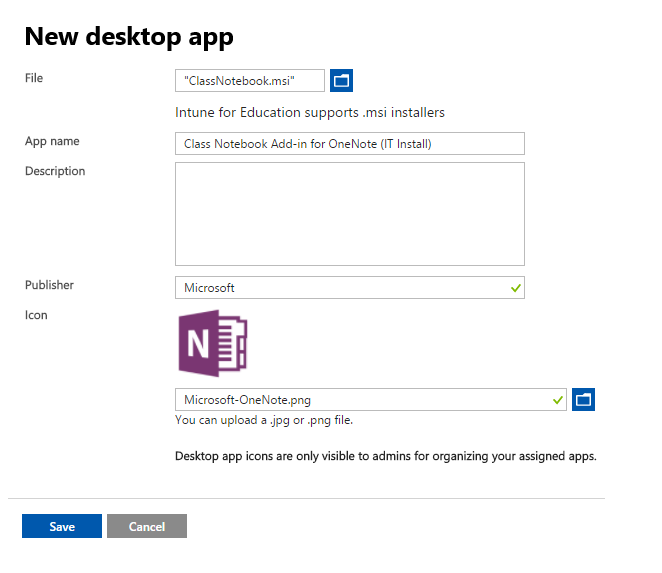 New desktop app
File
"ClassNotebook.msi"
Intune for Education supports .msi installers
App name
Class Notebook Add-in for OneNote (IT Install)
Description
Publisher
Microsoft
Icon
N
Microsoft-OneNote.png
You can upload a .jpg or .png file.
Desktop app icons are only visible to admins for organizing your assigned apps.
Save
Cancel